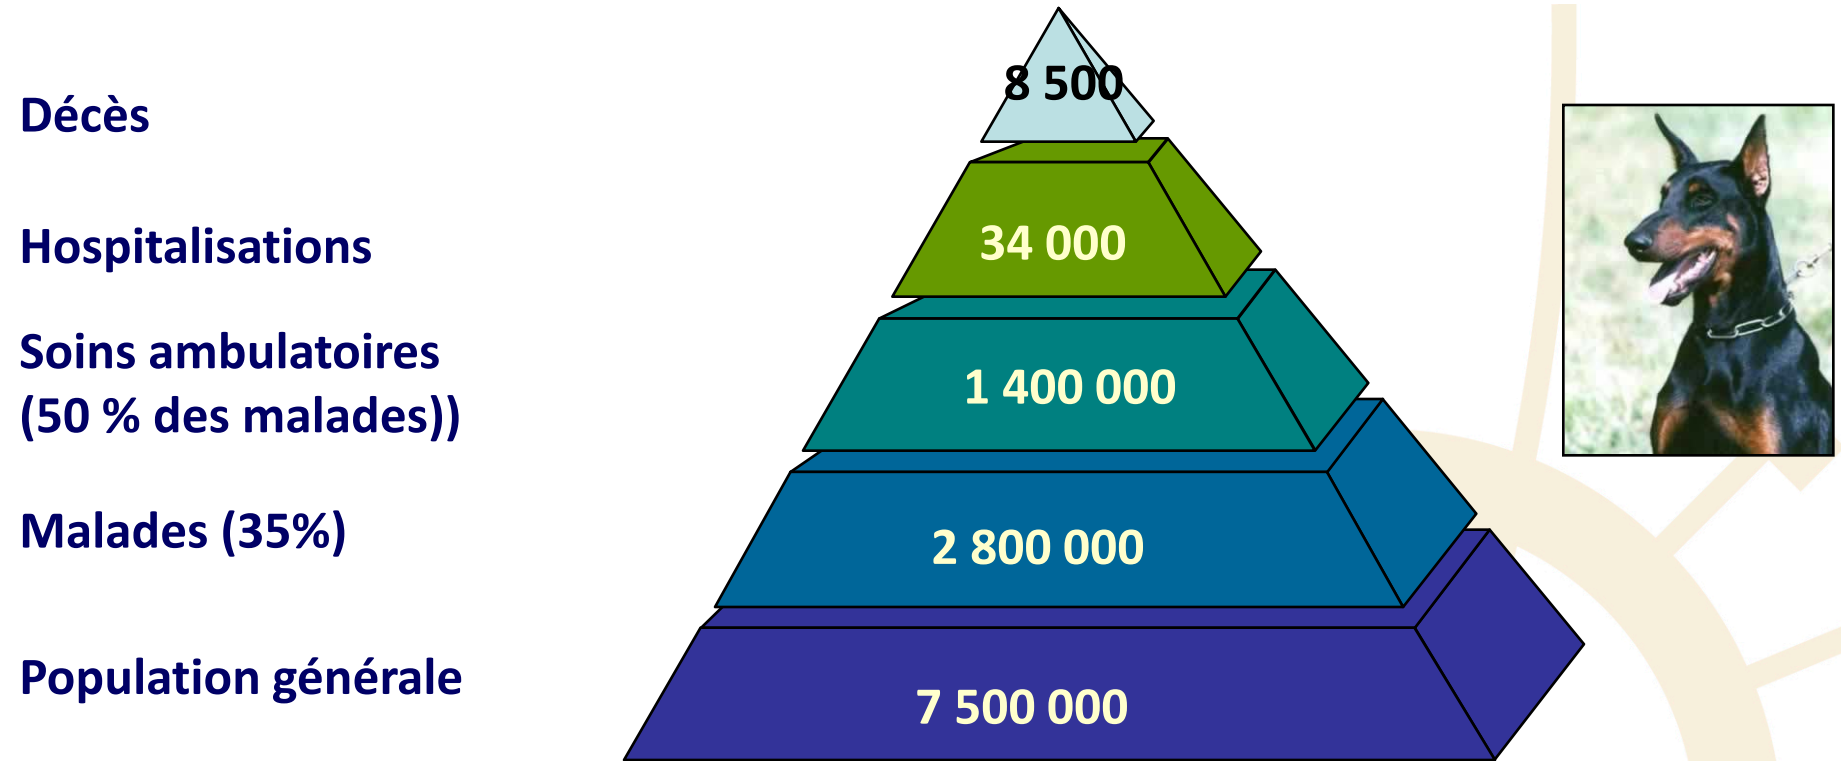 Décès
8 500
Hospitalisations
34 000
Soins ambulatoires
(50 % des malades))
1 400 000
Malades (35%)
2 800 000
Population générale
7 500 000